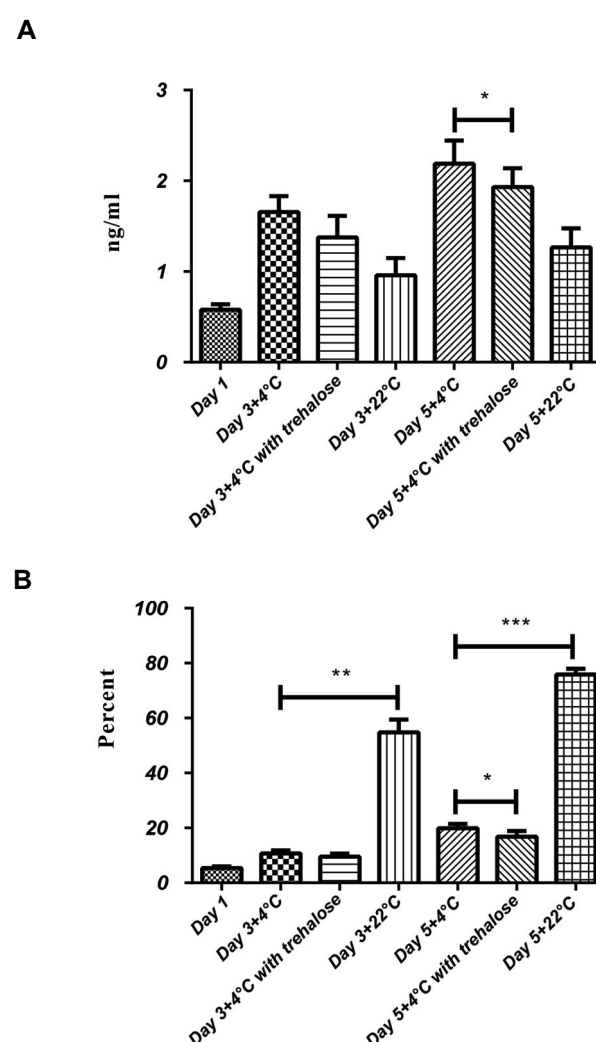 A
3
2
1
0
ng/ml
*
Day 1
Day 3+4°C
Day 3+4°C with trehalose
Day 3+22°C
Day 5+4°C
Day 5+4°C with trehalose
Day 5+22°C
B
100
80
60
40
20
0
Percent
**
***
*
Day 1
Day 3+4°C
Day 3+4°C with trehalose
Day 3+22°C
Day 5+4°C
Day 5+4°C with trehalose
Day 5+22°C